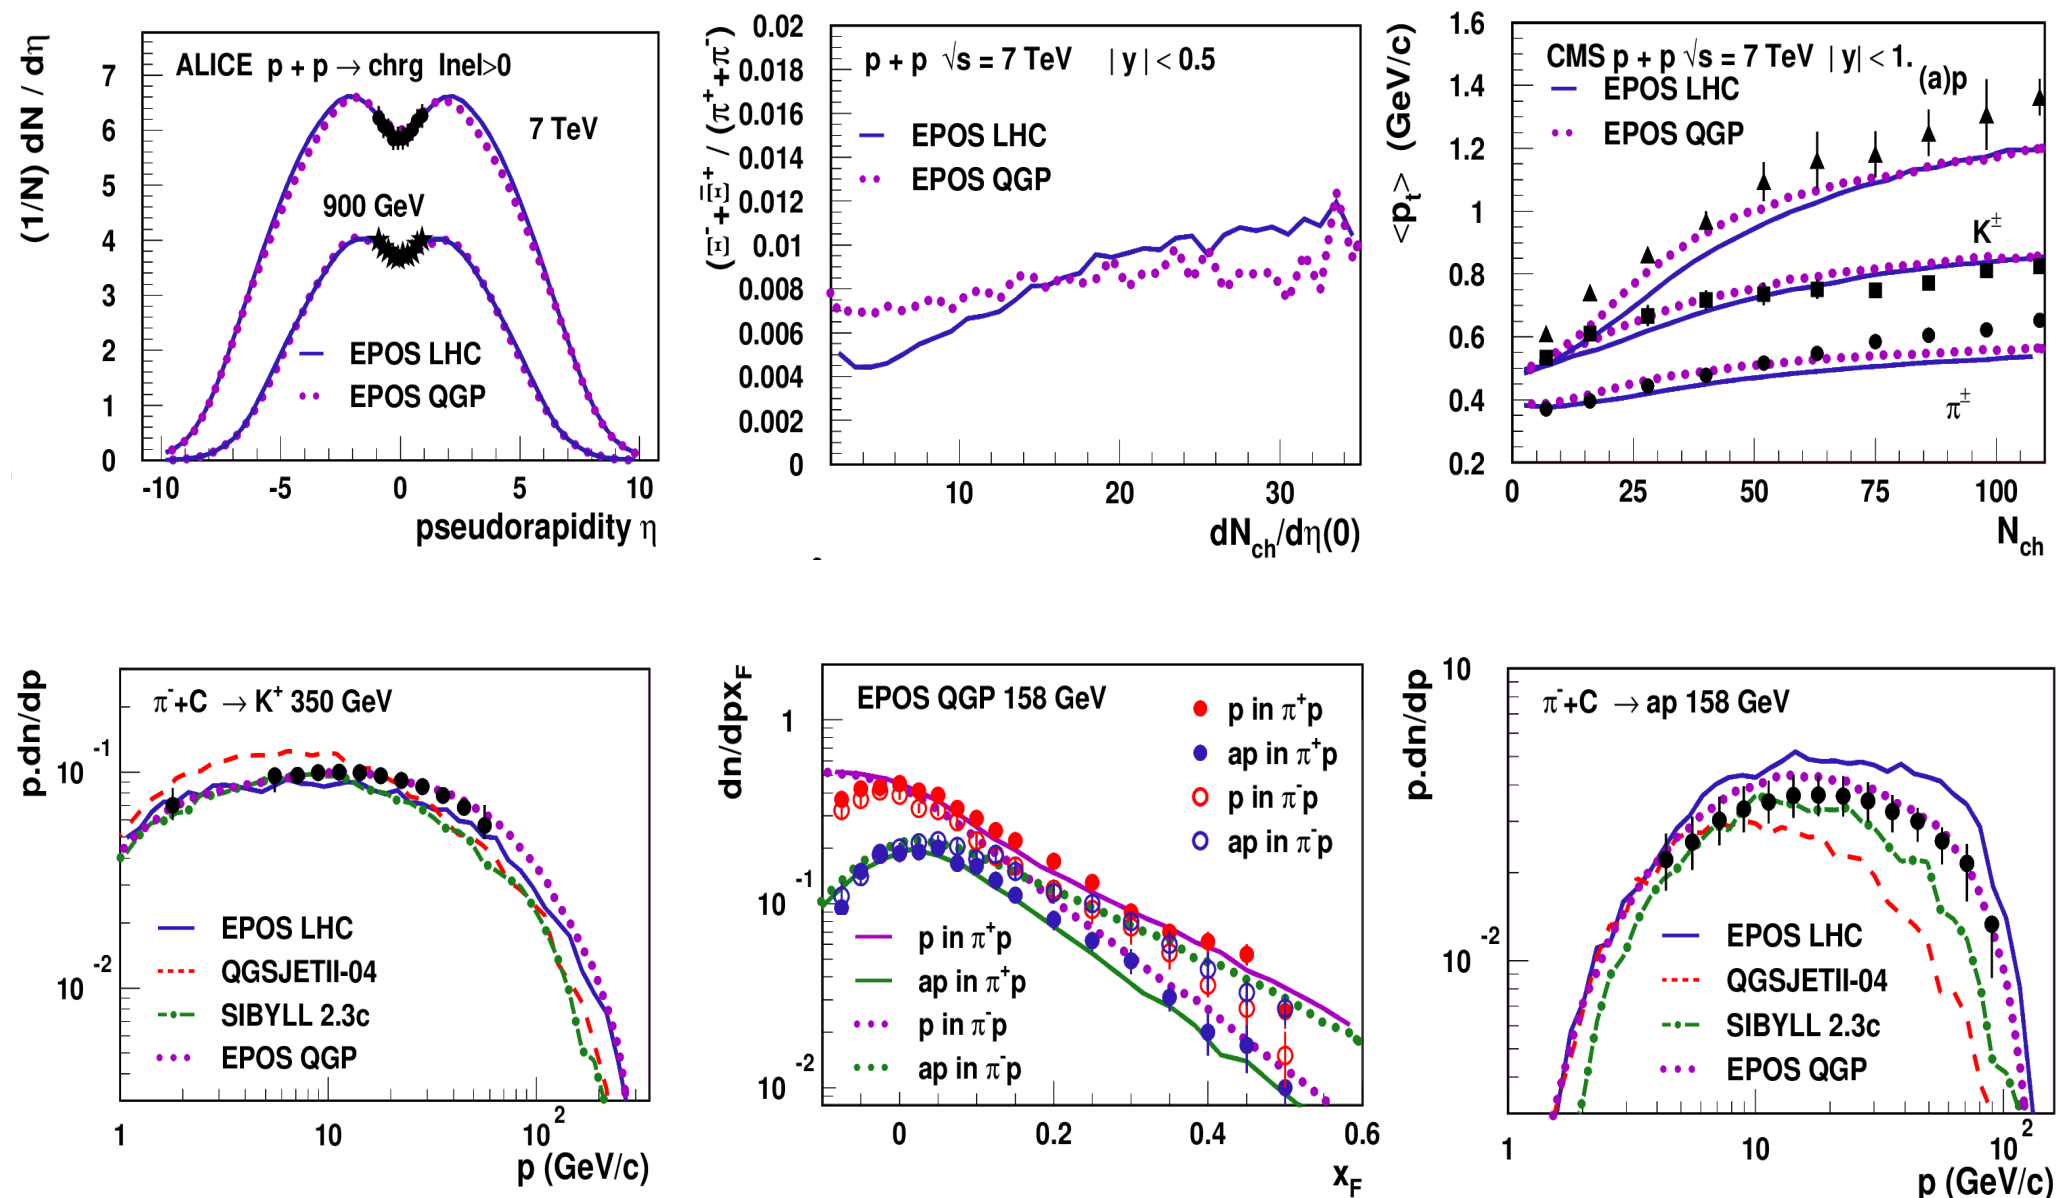 (1/N) dN / dη
ALICE p + p → chrg Inel>0
7 TeV
900 GeV
EPOS LHC
EPOS QGP
7
6
5
4
3
2
1
0
-10 -5 0 5 10
pseudorapidity η
(Ξ⁻+Ξ̄⁺ / (π⁺+π⁻)
p + p √s = 7 TeV | y | < 0.5
EPOS LHC
EPOS QGP
0.02
0.018
0.016
0.014
0.012
0.01
0.008
0.006
0.004
0.002
0
10 20 30
dN_ch/dη(0)
<p_t> (GeV/c)
CMS p + p √s = 7 TeV | y| < 1.
(a)p
EPOS LHC
EPOS QGP
K±
π±
1.6
1.4
1.2
1
0.8
0.6
0.4
0.2
0 25 50 75 100
N_ch
p.dn/dp
π⁻+C → K⁺ 350 GeV
10⁻¹
10⁻²
EPOS LHC
QGSJETII-04
SIBYLL 2.3c
EPOS QGP
1 10 10²
p (GeV/c)
dn/dpx_F
EPOS QGP 158 GeV
p in π⁺p
ap in π⁺p
p in π⁻p
ap in π⁻p
1
10⁻¹
10⁻²
p in π⁺p
ap in π⁺p
p in π⁻p
ap in π⁻p
0 0.2 0.4 0.6
x_F
p.dn/dp
π⁻+C → ap 158 GeV
10
10⁻²
EPOS LHC
QGSJETII-04
SIBYLL 2.3c
EPOS QGP
1 10 10²
p (GeV/c)